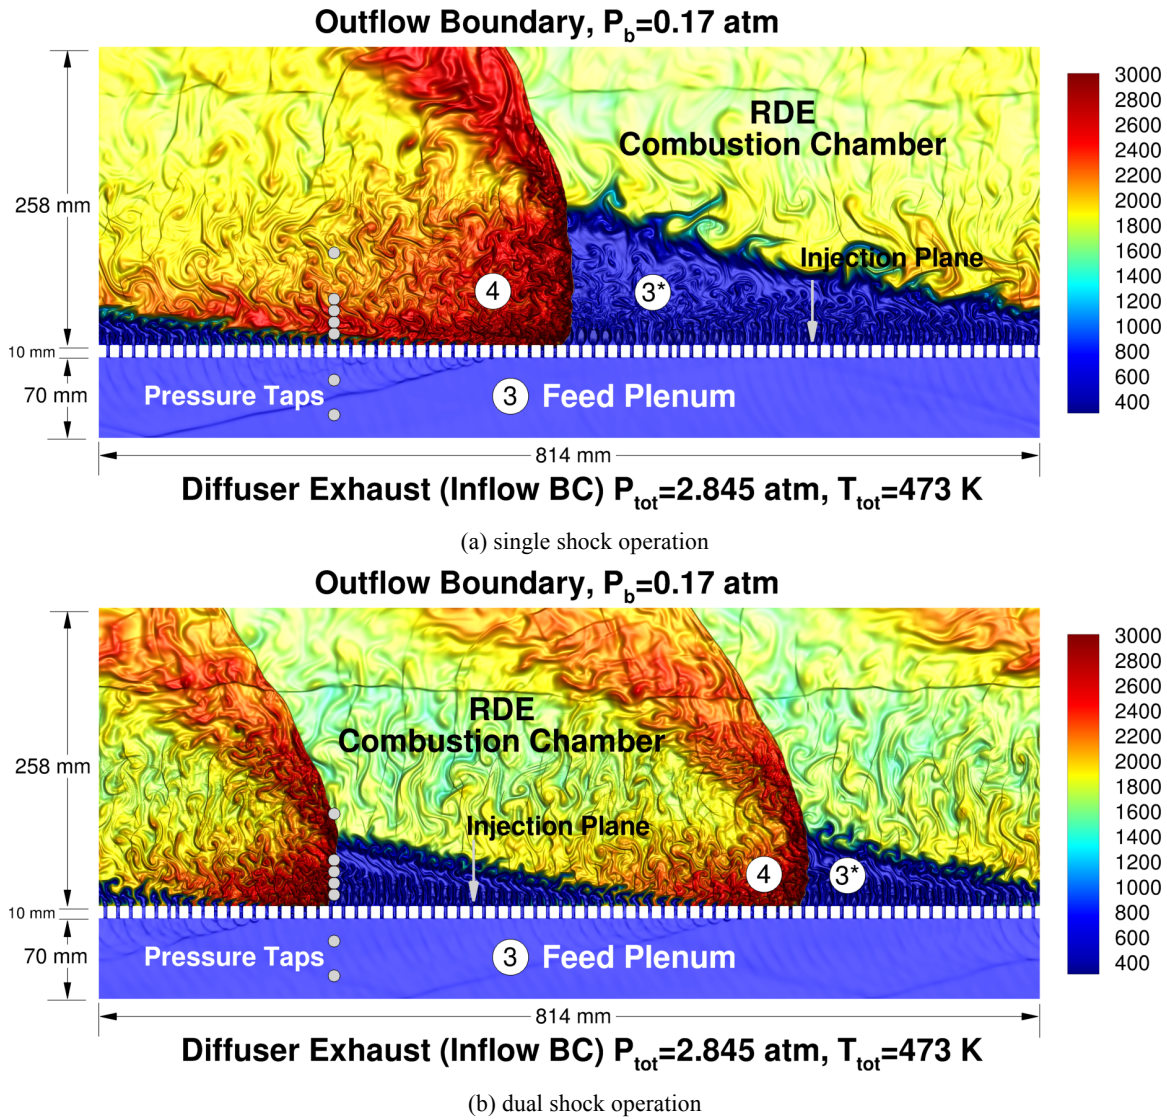 Outflow Boundary, Pb=0.17 atm
3000
2800
2600
2400
2200
2000
1800
1600
1400
1200
1000
800
600
400
RDE
Combustion Chamber
258 mm
Injection Plane
4
3*
10 mm
70 mm
Pressure Taps
3
Feed Plenum
814 mm
Diffuser Exhaust (Inflow BC) Ptot=2.845 atm, Ttot=473 K
(a) single shock operation
Outflow Boundary, Pb=0.17 atm
3000
2800
2600
2400
2200
2000
1800
1600
1400
1200
1000
800
600
400
RDE
Combustion Chamber
258 mm
Injection Plane
4
3*
10 mm
70 mm
Pressure Taps
3
Feed Plenum
814 mm
Diffuser Exhaust (Inflow BC) Ptot=2.845 atm, Ttot=473 K
(b) dual shock operation